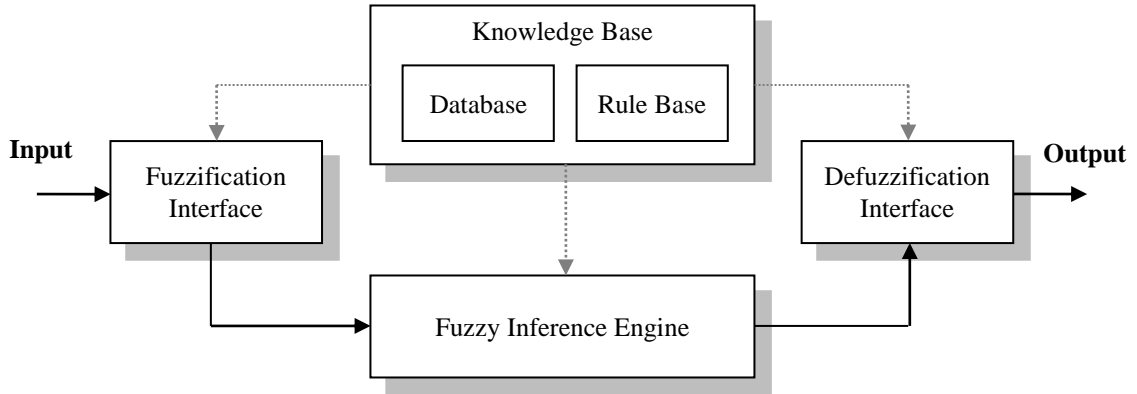 Knowledge Base
Database
Rule Base
Input
Fuzzification
Interface
Defuzzification
Interface
Output
Fuzzy Inference Engine